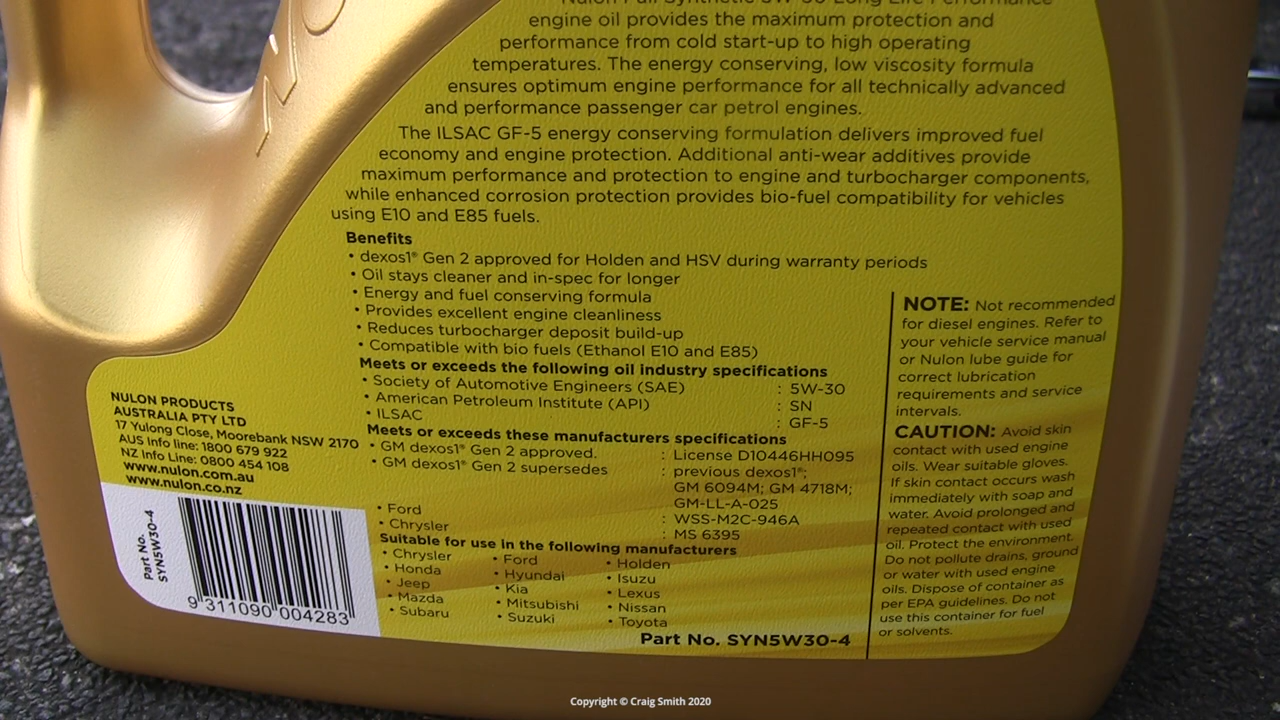 Nulon Full Synthetic 5W-30 Long Life Performance
engine oil provides the maximum protection and
performance from cold start-up to high operating
temperatures. The energy conserving, low viscosity formula
ensures optimum engine performance for all technically advanced
and performance passenger car petrol engines.
The ILSAC GF-5 energy conserving formulation delivers improved fuel
economy and engine protection. Additional anti-wear additives provide
maximum performance and protection to engine and turbocharger components,
while enhanced corrosion protection provides bio-fuel compatibility for vehicles
using E10 and E85 fuels.
Benefits
• dexos1® Gen 2 approved for Holden and HSV during warranty periods
• Oil stays cleaner and in-spec for longer
• Energy and fuel conserving formula
• Provides excellent engine cleanliness
• Reduces turbocharger deposit build-up
• Compatible with bio fuels (Ethanol E10 and E85)
Meets or exceeds the following oil industry specifications
• Society of Automotive Engineers (SAE) : 5W-30
• American Petroleum Institute (API) : SN
• ILSAC : GF-5
Meets or exceeds these manufacturers specifications
• GM dexos1® Gen 2 approved. : License D10446HH095
• GM dexos1® Gen 2 supersedes : previous dexos1®;
GM 6094M; GM 4718M;
GM-LL-A-025
• Ford : WSS-M2C-946A
• Chrysler : MS 6395
Suitable for use in the following manufacturers
• Chrysler • Ford • Holden
• Honda • Hyundai • Isuzu
• Jeep • Kia • Lexus
• Mazda • Mitsubishi • Nissan
• Subaru • Suzuki • Toyota
Part No. SYN5W30-4
NOTE: Not recommended
for diesel engines. Refer to
your vehicle service manual
or Nulon lube guide for
correct lubrication
requirements and service
intervals.
CAUTION: Avoid skin
contact with used engine
oils. Wear suitable gloves.
If skin contact occurs wash
immediately with soap and
water. Avoid prolonged and
repeated contact with used
oil. Protect the environment.
Do not pollute drains, ground
or water with used engine
oils. Dispose of container as
per EPA guidelines. Do not
use this container for fuel
or solvents.
NULON PRODUCTS
AUSTRALIA PTY LTD
17 Yulong Close, Moorebank NSW 2170
AUS Info line: 1800 679 922
NZ Info Line: 0800 454 108
www.nulon.com.au
www.nulon.co.nz
Part No.
SYN5W30-4
9 311090 004283
Copyright © Craig Smith 2020